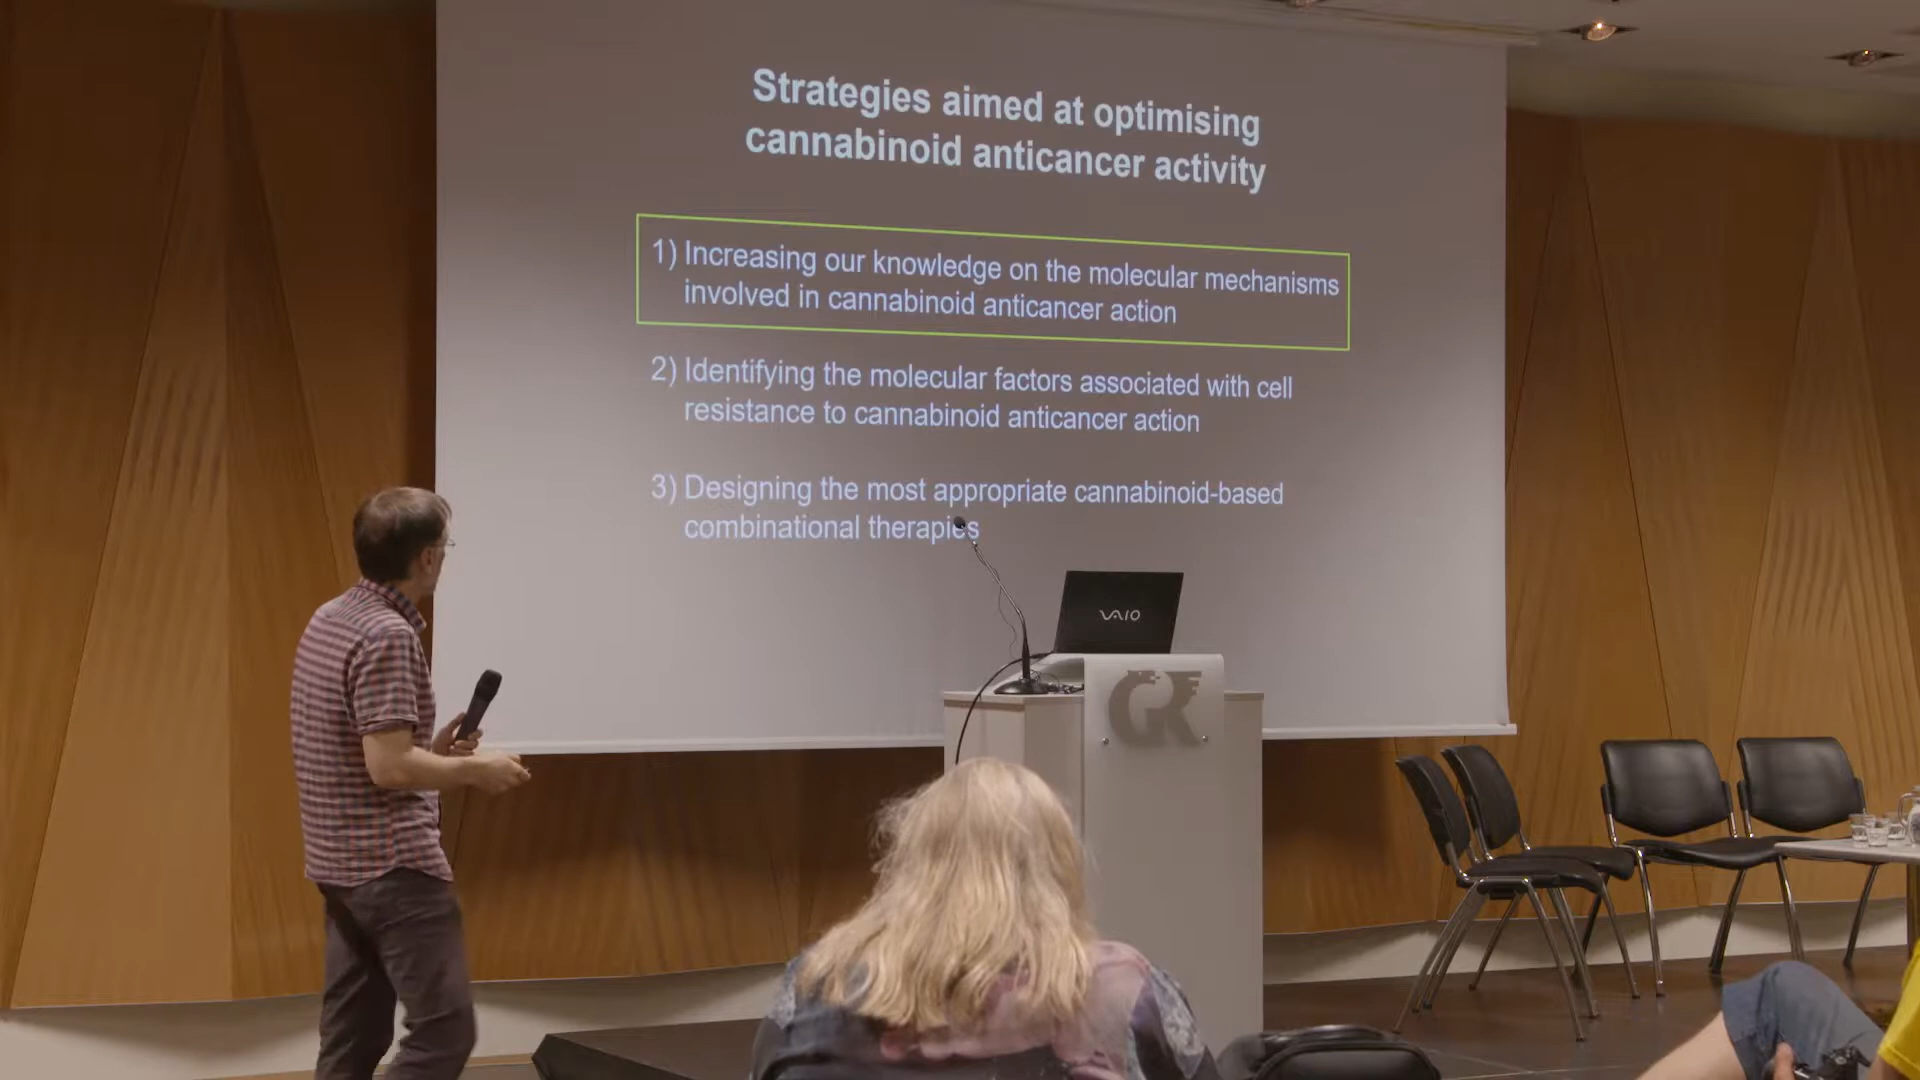 Strategies aimed at optimising
cannabinoid anticancer activity
1) Increasing our knowledge on the molecular mechanisms
involved in cannabinoid anticancer action
2) Identifying the molecular factors associated with cell
resistance to cannabinoid anticancer action
3) Designing the most appropriate cannabinoid-based
combinational therapies
VAIO
GR